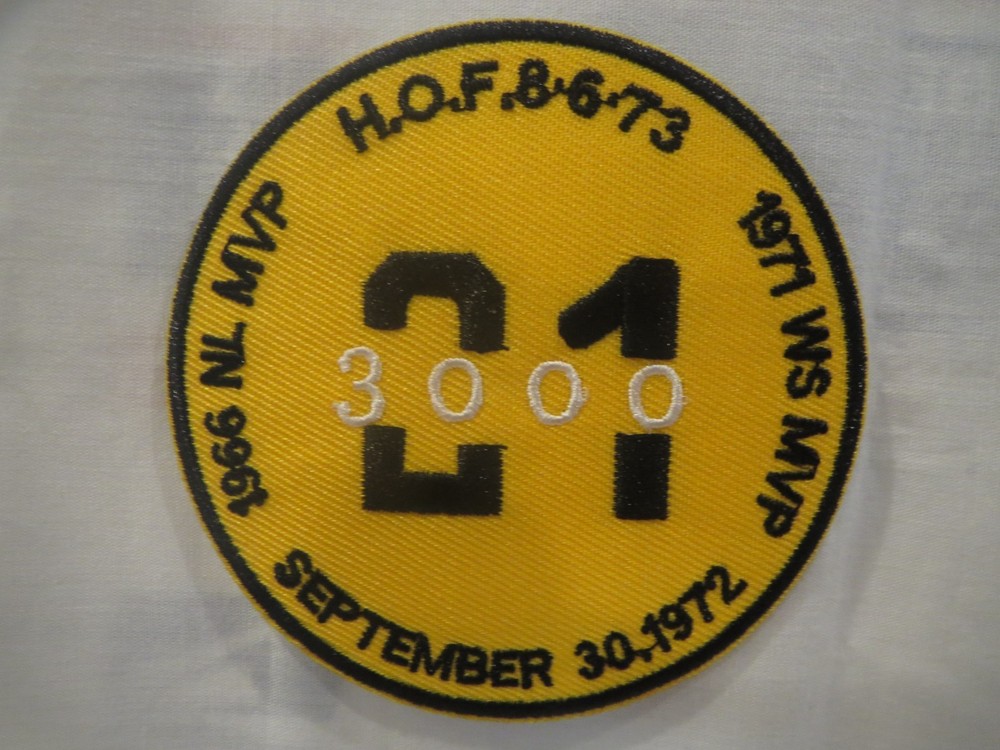 H.O.F.8·6·73
1966 NL MVP
1971 WS MVP
21
3000
SEPTEMBER 30,1972